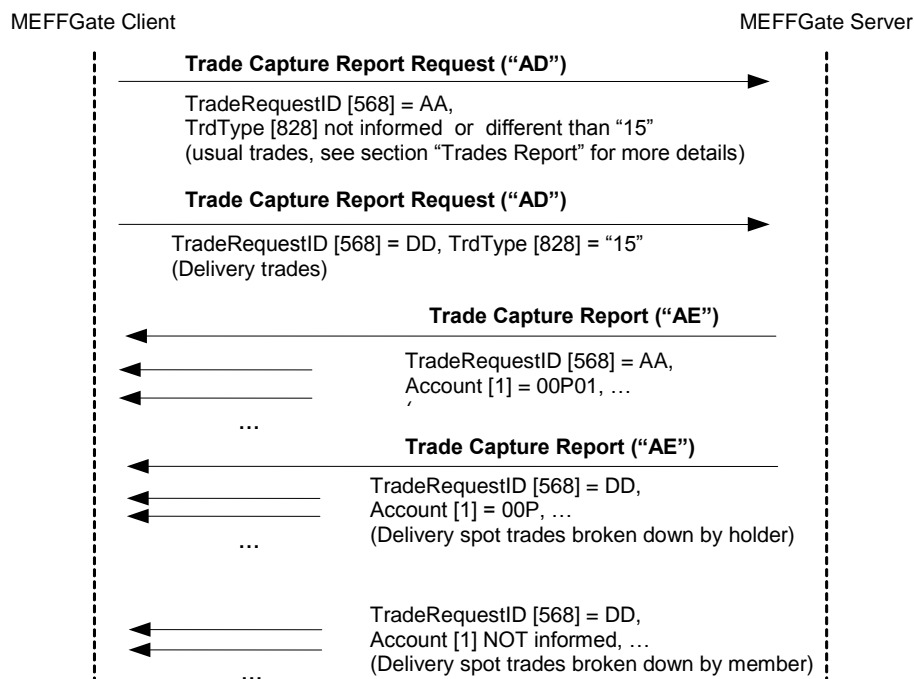 MEFFGate Client
MEFFGate Server
Trade Capture Report Request (“AD”)
TradeRequestID [568] = AA,
TrdType [828] not informed or different than “15”
(usual trades, see section “Trades Report” for more details)
Trade Capture Report Request (“AD”)
TradeRequestID [568] = DD, TrdType [828] = “15”
(Delivery trades)
Trade Capture Report (“AE”)
TradeRequestID [568] = AA,
Account [1] = 00P01, …
‘
…
Trade Capture Report (“AE”)
TradeRequestID [568] = DD,
Account [1] = 00P, …
(Delivery spot trades broken down by holder)
…
TradeRequestID [568] = DD,
Account [1] NOT informed, …
(Delivery spot trades broken down by member)
…